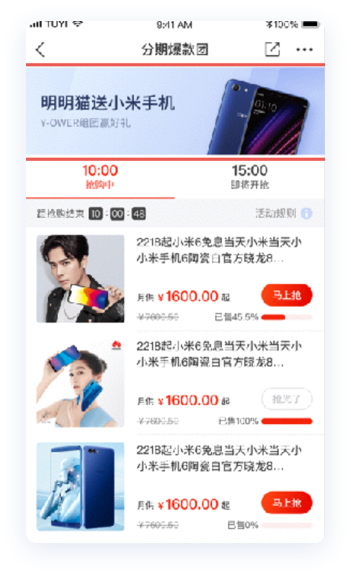 TUYI
9:41 AM
100%
分期爆款团
明明猫送小米手机
Y-OWER组团赢好礼
10:00
抢购中
15:00
即将开抢
距抢购结束 10 : 00 : 48
活动规则
2218起小米6免息当天小米当天小
小米手机6陶瓷白官方骁龙8...
月供 ¥1600.00 起
马上抢
¥7600.50
已售45.5%
HUAWEI
2218起小米6免息当天小米当天小
小米手机6陶瓷白官方骁龙8...
月供 ¥1600.00 起
抢光了
¥7600.50
已售100%
2218起小米6免息当天小米当天小
小米手机6陶瓷白官方骁龙8...
月供 ¥1600.00 起
马上抢
¥7600.50
已售0%